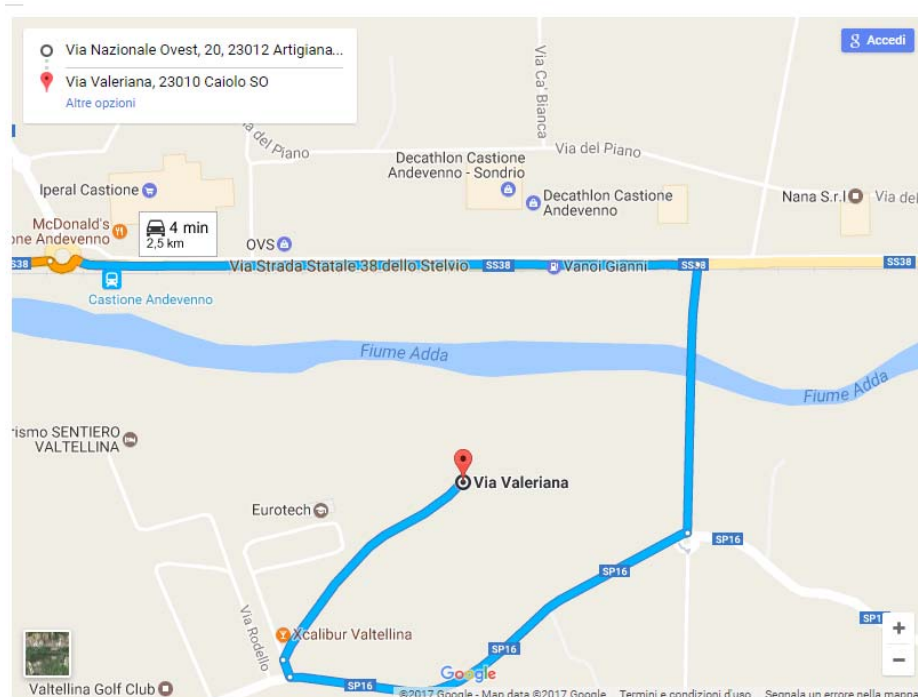 Via Nazionale Ovest, 20, 23012 Artigiana...
Via Valeriana, 23010 Caiolo SO
Altre opzioni
Accedi
Via Ca' Bianca
a del Piano
Via del Piano
Decathlon Castione
Andevenno - Sondrio
Iperal Castione
Decathlon Castione
Andevenno
Nana S.r.l
Via del
McDonald's
one Andevenno
4 min
2,5 km
OVS
S38
Via Strada Statale 38 dello Stelvio
SS38
Vanoi Gianni
SS38
SS38
Castione Andevenno
Fiume Adda
Fiume Adda
rismo SENTIERO
VALTELLINA
Via Valeriana
Eurotech
SP16
SP16
SP1
Via Rodello
Xcalibur Valtellina
+
−
Google
Valtellina Golf Club
SP16
©2017 Google - Map data ©2017 Google
Termini e condizioni d'uso
Segnala un errore nella mappa